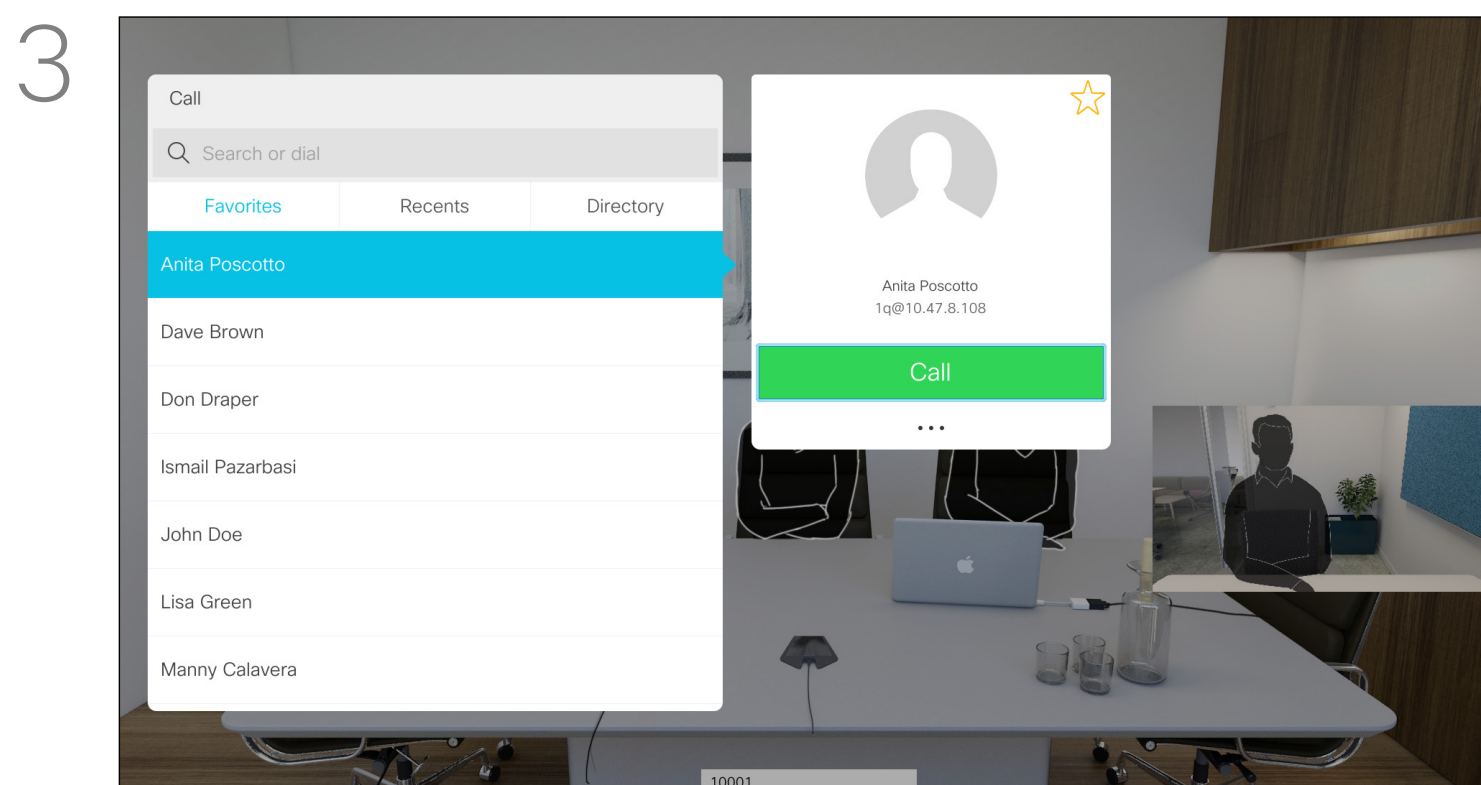 3
Call
Search or dial
Favorites Recents Directory
Anita Poscotto
Dave Brown
Don Draper
Ismail Pazarbasi
John Doe
Lisa Green
Manny Calavera
Anita Poscotto
1q@10.47.8.108
Call
...
10001